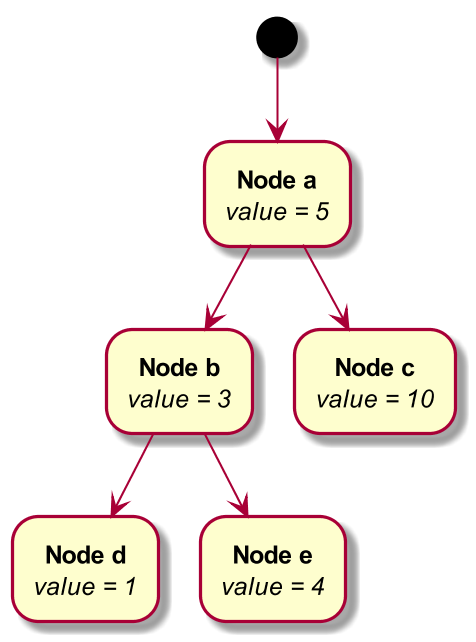 Node a
value = 5
Node b
value = 3
Node c
value = 10
Node d
value = 1
Node e
value = 4